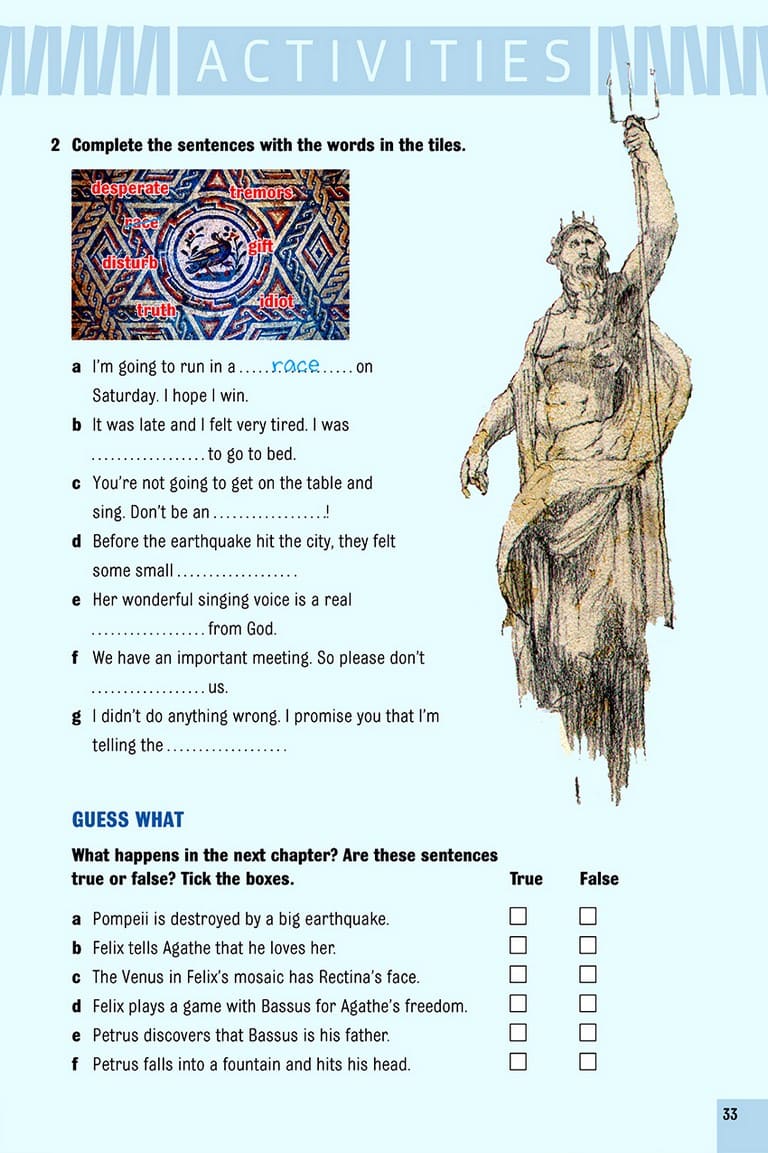 ACTIVITIES
2 Complete the sentences with the words in the tiles.
desperate tremors
race
gift
disturb
idiot
truth
a I'm going to run in a .....race..... on
Saturday. I hope I win.
b It was late and I felt very tired. I was
.................. to go to bed.
c You're not going to get on the table and
sing. Don't be an ..................!
d Before the earthquake hit the city, they felt
some small ...................
e Her wonderful singing voice is a real
.................. from God.
f We have an important meeting. So please don't
.................. us.
g I didn't do anything wrong. I promise you that I'm
telling the ...................
GUESS WHAT
What happens in the next chapter? Are these sentences
true or false? Tick the boxes. True False
a Pompeii is destroyed by a big earthquake.
b Felix tells Agathe that he loves her.
c The Venus in Felix's mosaic has Rectina's face.
d Felix plays a game with Bassus for Agathe's freedom.
e Petrus discovers that Bassus is his father.
f Petrus falls into a fountain and hits his head.
33